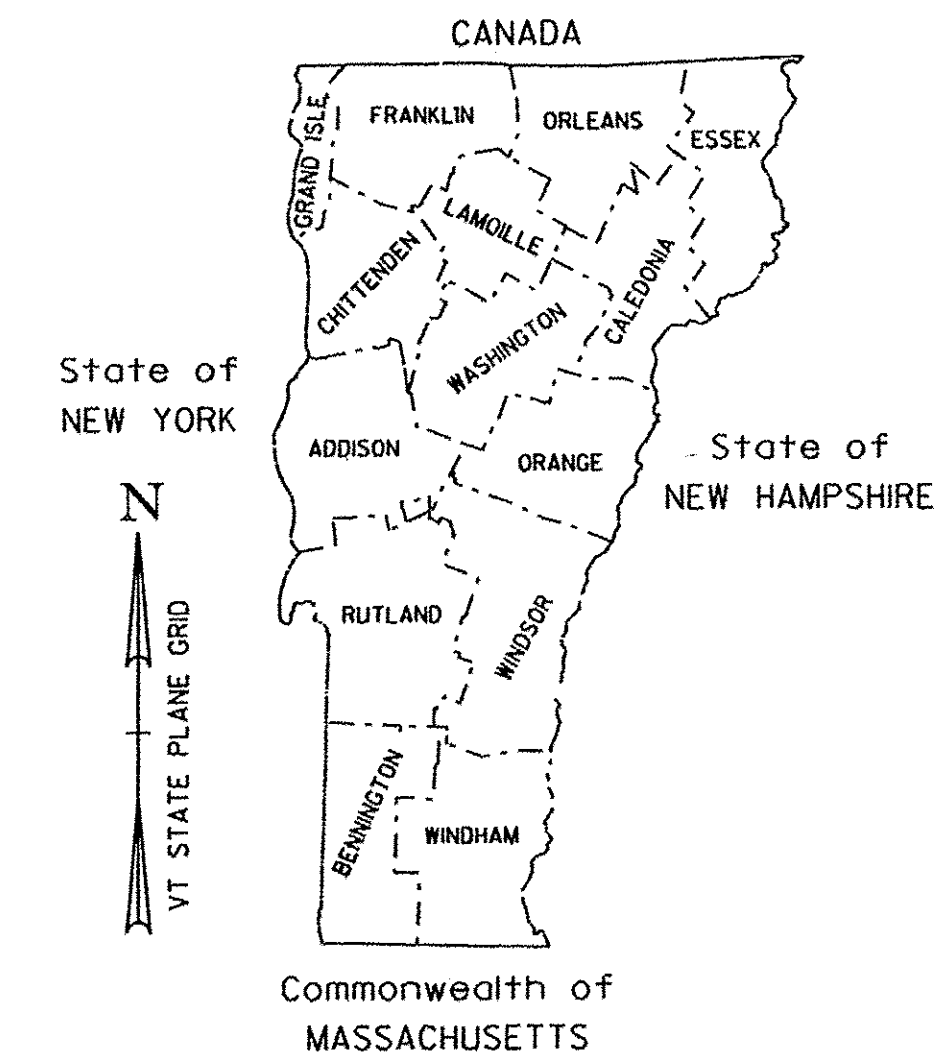 CANADA
FRANKLIN
ORLEANS
ESSEX
GRAND ISLE
LAMOILLE
CHITTENDEN
CALEDONIA
WASHINGTON
State of
NEW YORK
ADDISON
ORANGE
State of
NEW HAMPSHIRE
N
VT STATE PLANE GRID
RUTLAND
WINDSOR
BENNINGTON
WINDHAM
Commonwealth of
MASSACHUSETTS